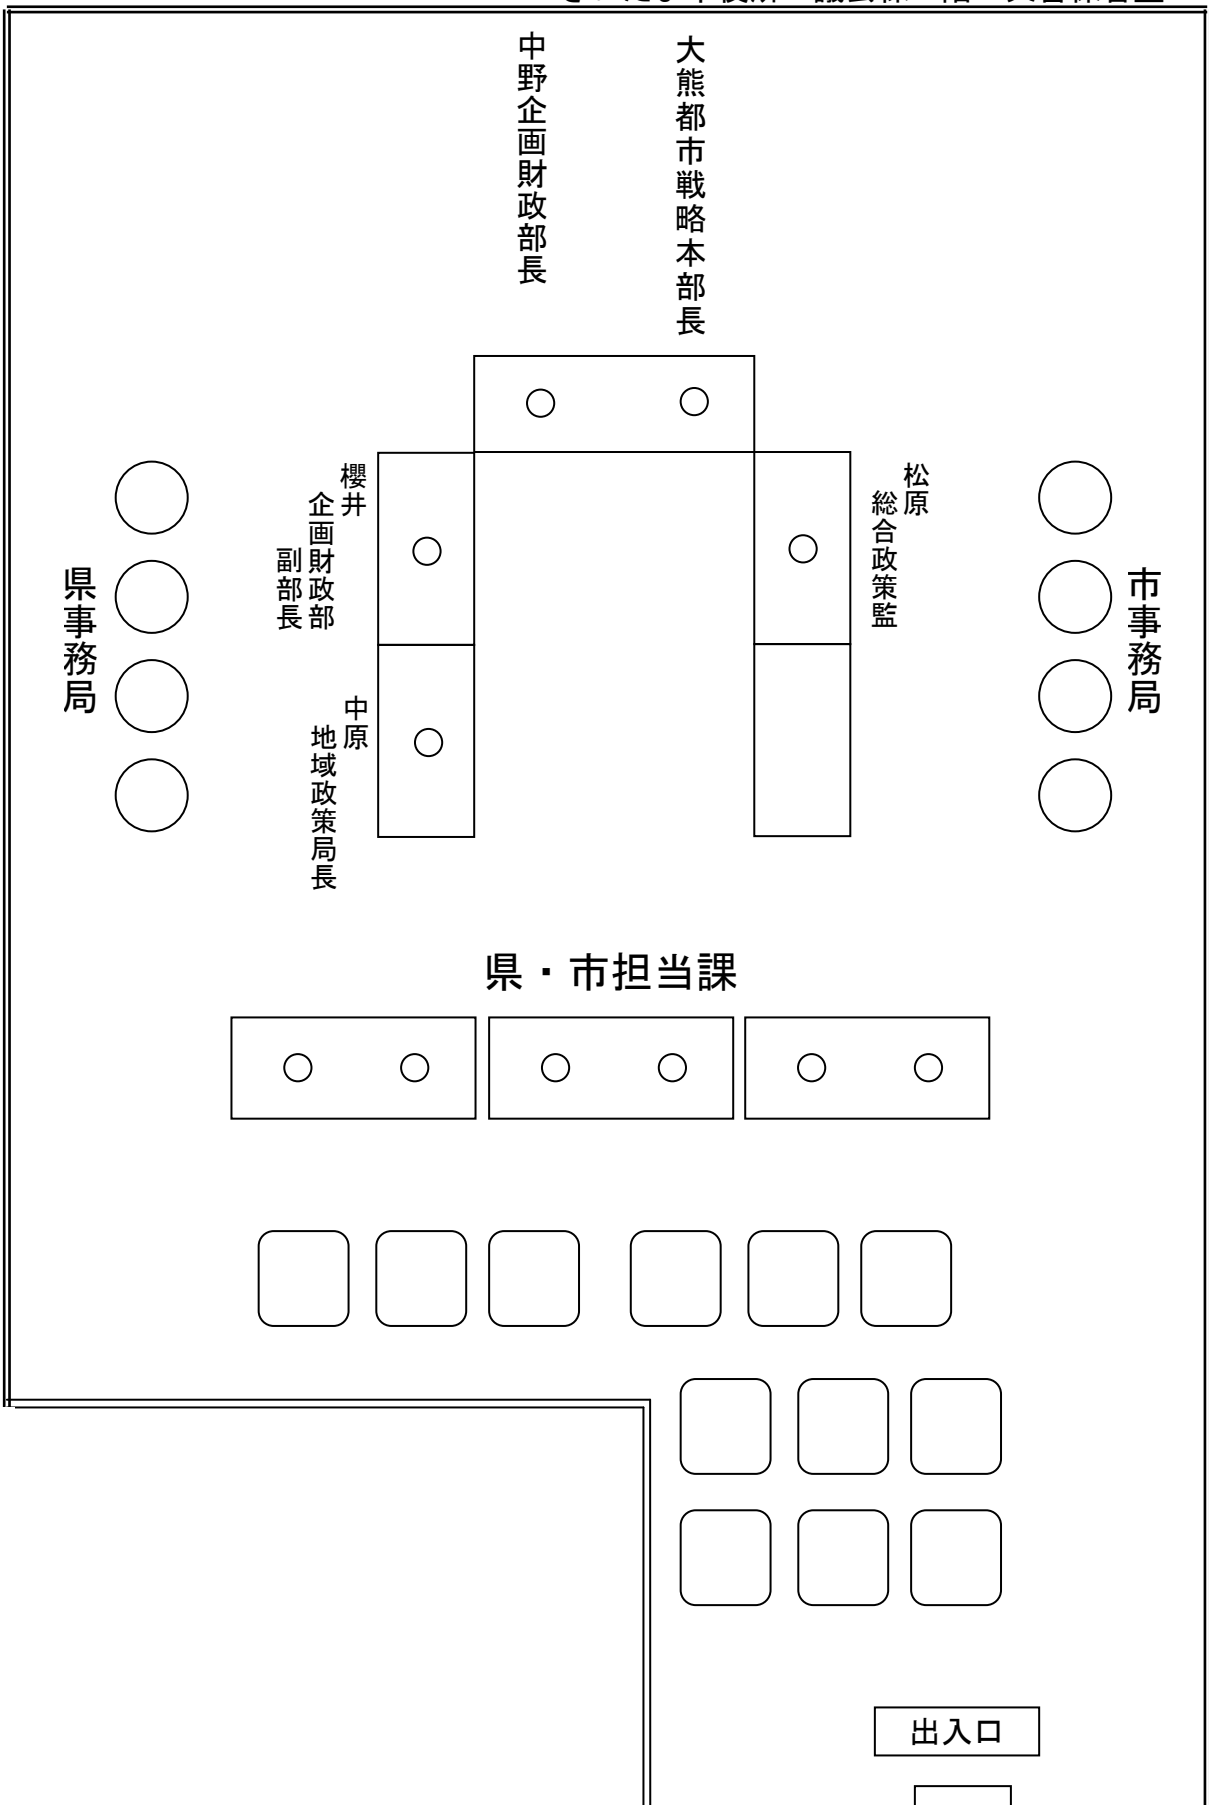 中野企画財政部長
大熊都市戦略本部長
櫻井
企画財政部
副部長
松原
総合政策監
県事務局
市事務局
中原
地域政策局長
県・市担当課
出入口